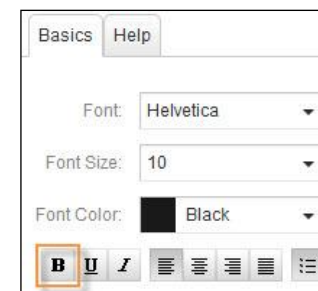 Basics Help
Font: Helvetica
Font Size: 10
Font Color: Black
B U I